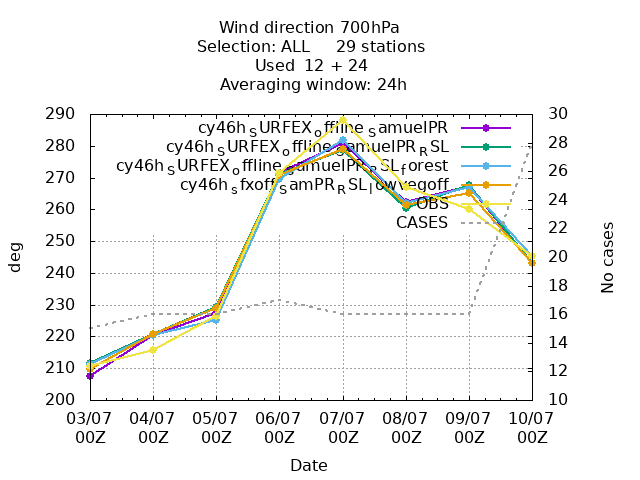 Wind direction 700hPa
Selection: ALL 29 stations
Used 12 + 24
Averaging window: 24h
290
280
270
260
250
240
230
220
210
200
30
28
26
24
22
20
18
16
14
12
10
deg
No cases
cy46h_SURFEX_offline_SamuelPR
cy46h_SURFEX_offline_SamuelPR_RSL
cy46h_SURFEX_offline_SamuelPR_RSL_forest
cy46h_sfxoff_SamPR_RSL_lowvegoff
OBS
CASES
03/07 04/07 05/07 06/07 07/07 08/07 09/07 10/07
00Z 00Z 00Z 00Z 00Z 00Z 00Z 00Z
Date